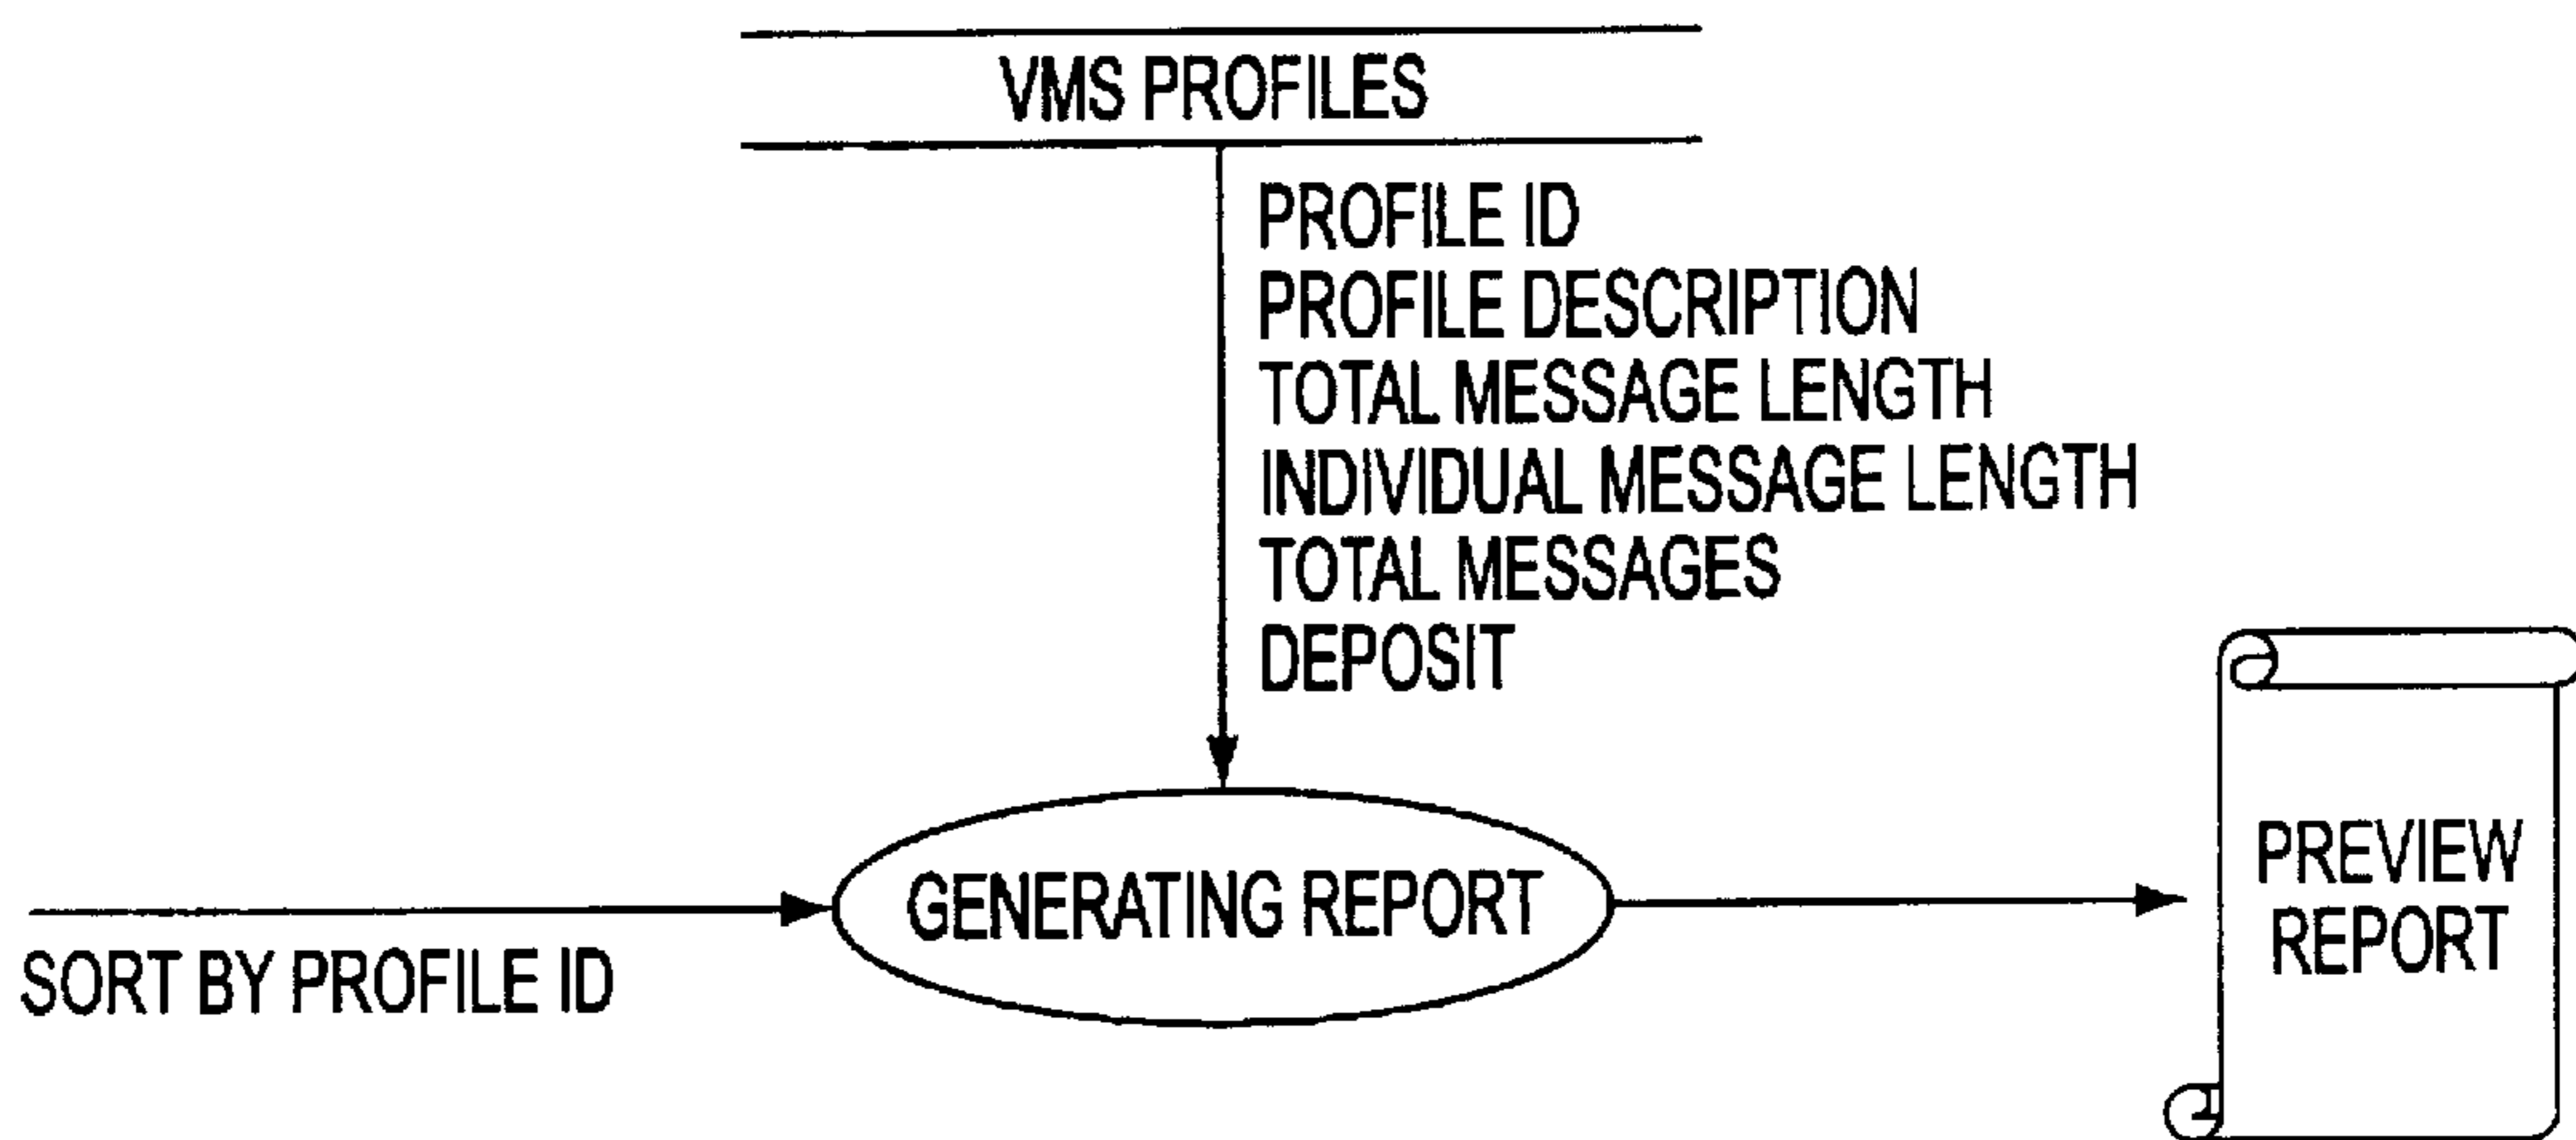 VMS PROFILES
PROFILE ID
PROFILE DESCRIPTION
TOTAL MESSAGE LENGTH
INDIVIDUAL MESSAGE LENGTH
TOTAL MESSAGES
DEPOSIT
SORT BY PROFILE ID
GENERATING REPORT
PREVIEW
REPORT